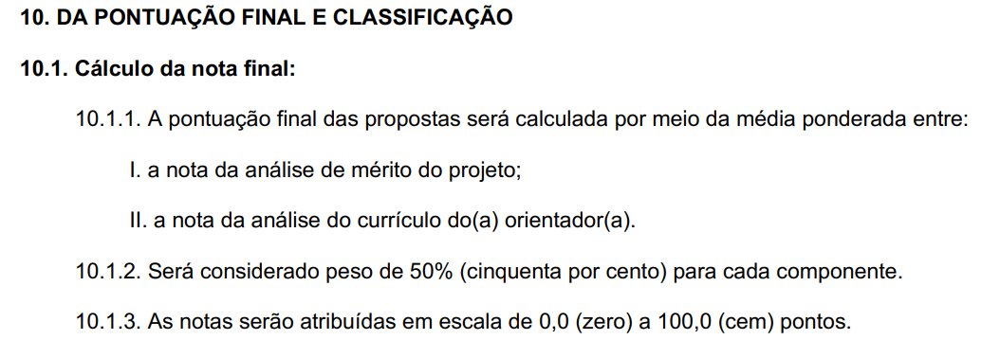 10. DA PONTUAÇÃO FINAL E CLASSIFICAÇÃO
10.1. Cálculo da nota final:
10.1.1. A pontuação final das propostas será calculada por meio da média ponderada entre:
I. a nota da análise de mérito do projeto;
II. a nota da análise do currículo do(a) orientador(a).
10.1.2. Será considerado peso de 50% (cinquenta por cento) para cada componente.
10.1.3. As notas serão atribuídas em escala de 0,0 (zero) a 100,0 (cem) pontos.